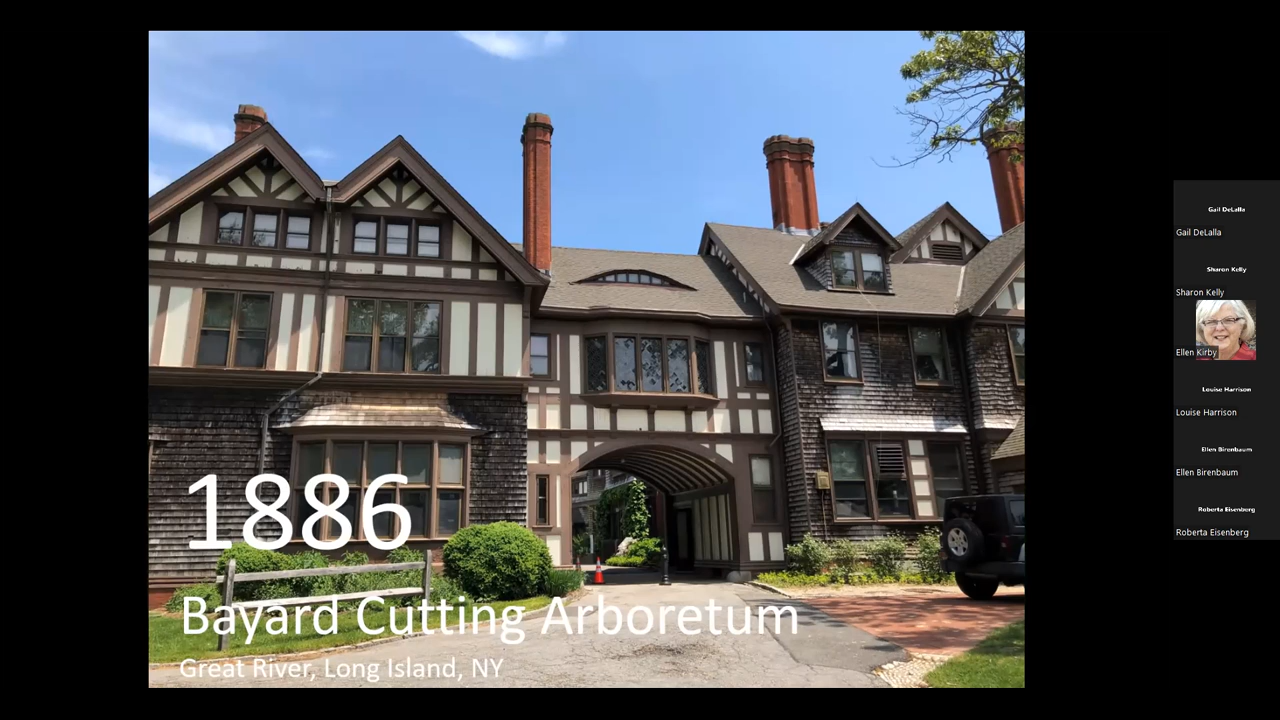 1886
Bayard Cutting Arboretum
Great River, Long Island, NY
Gail DeLalla
Gail DeLalla
Sharon Kelly
Sharon Kelly
Ellen Kirby
Louise Harrison
Louise Harrison
Ellen Birenbaum
Ellen Birenbaum
Roberta Eisenberg
Roberta Eisenberg